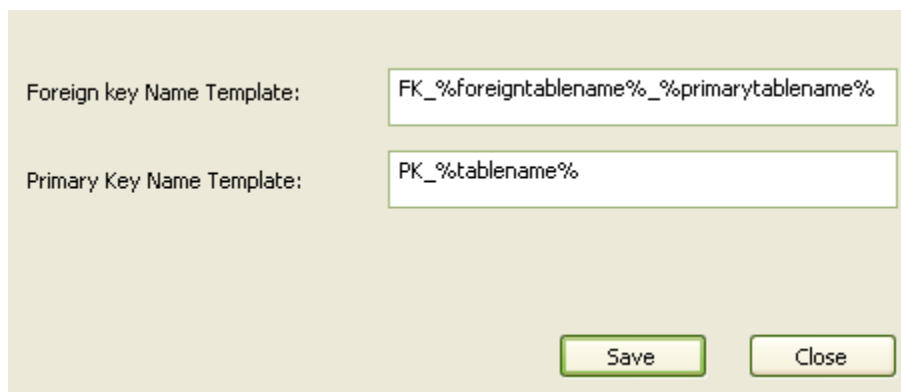 Foreign key Name Template: FK_%foreigntablename%_%primarytablename%
Primary Key Name Template: PK_%tablename%
Save Close